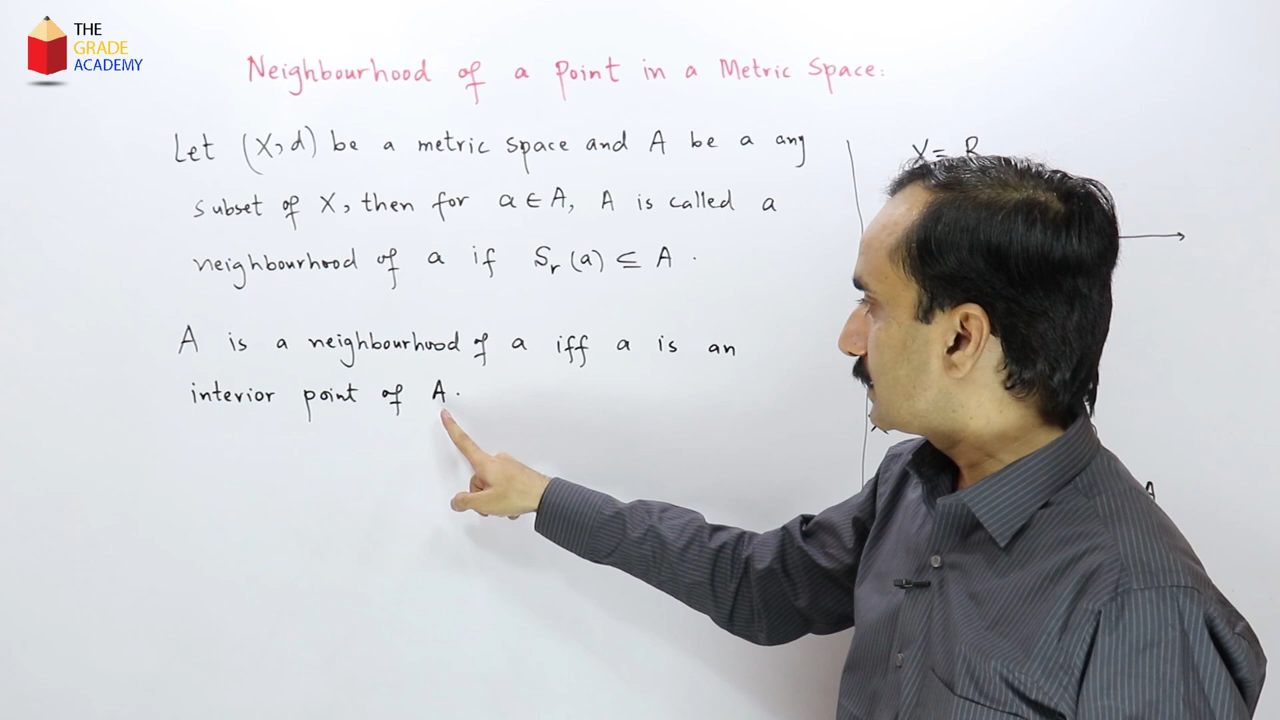 THE
GRADE
ACADEMY
Neighbourhood of a Point in a Metric Space:
Let (X, d) be a metric space and A be a any
subset of X, then for a ∈ A, A is called a
neighbourhood of a if Sᵣ(a) ⊆ A .
A is a neighbourhood of a iff a is an
interior point of A.
X = R
A